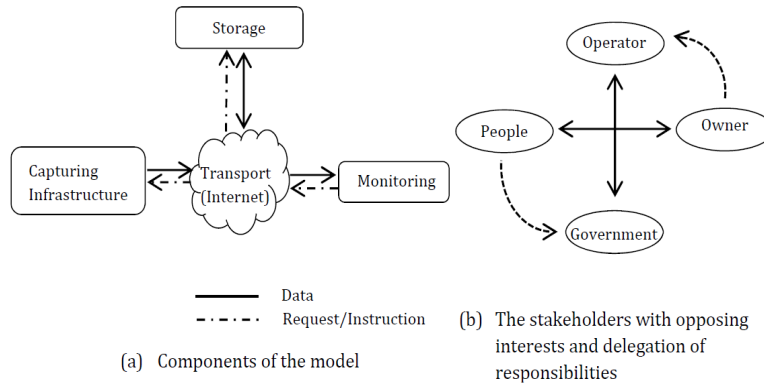 Storage
Capturing
Infrastructure
Transport
(Internet)
Monitoring
Data
Request/Instruction
(a) Components of the model
Operator
People
Owner
Government
(b) The stakeholders with opposing
interests and delegation of
responsibilities